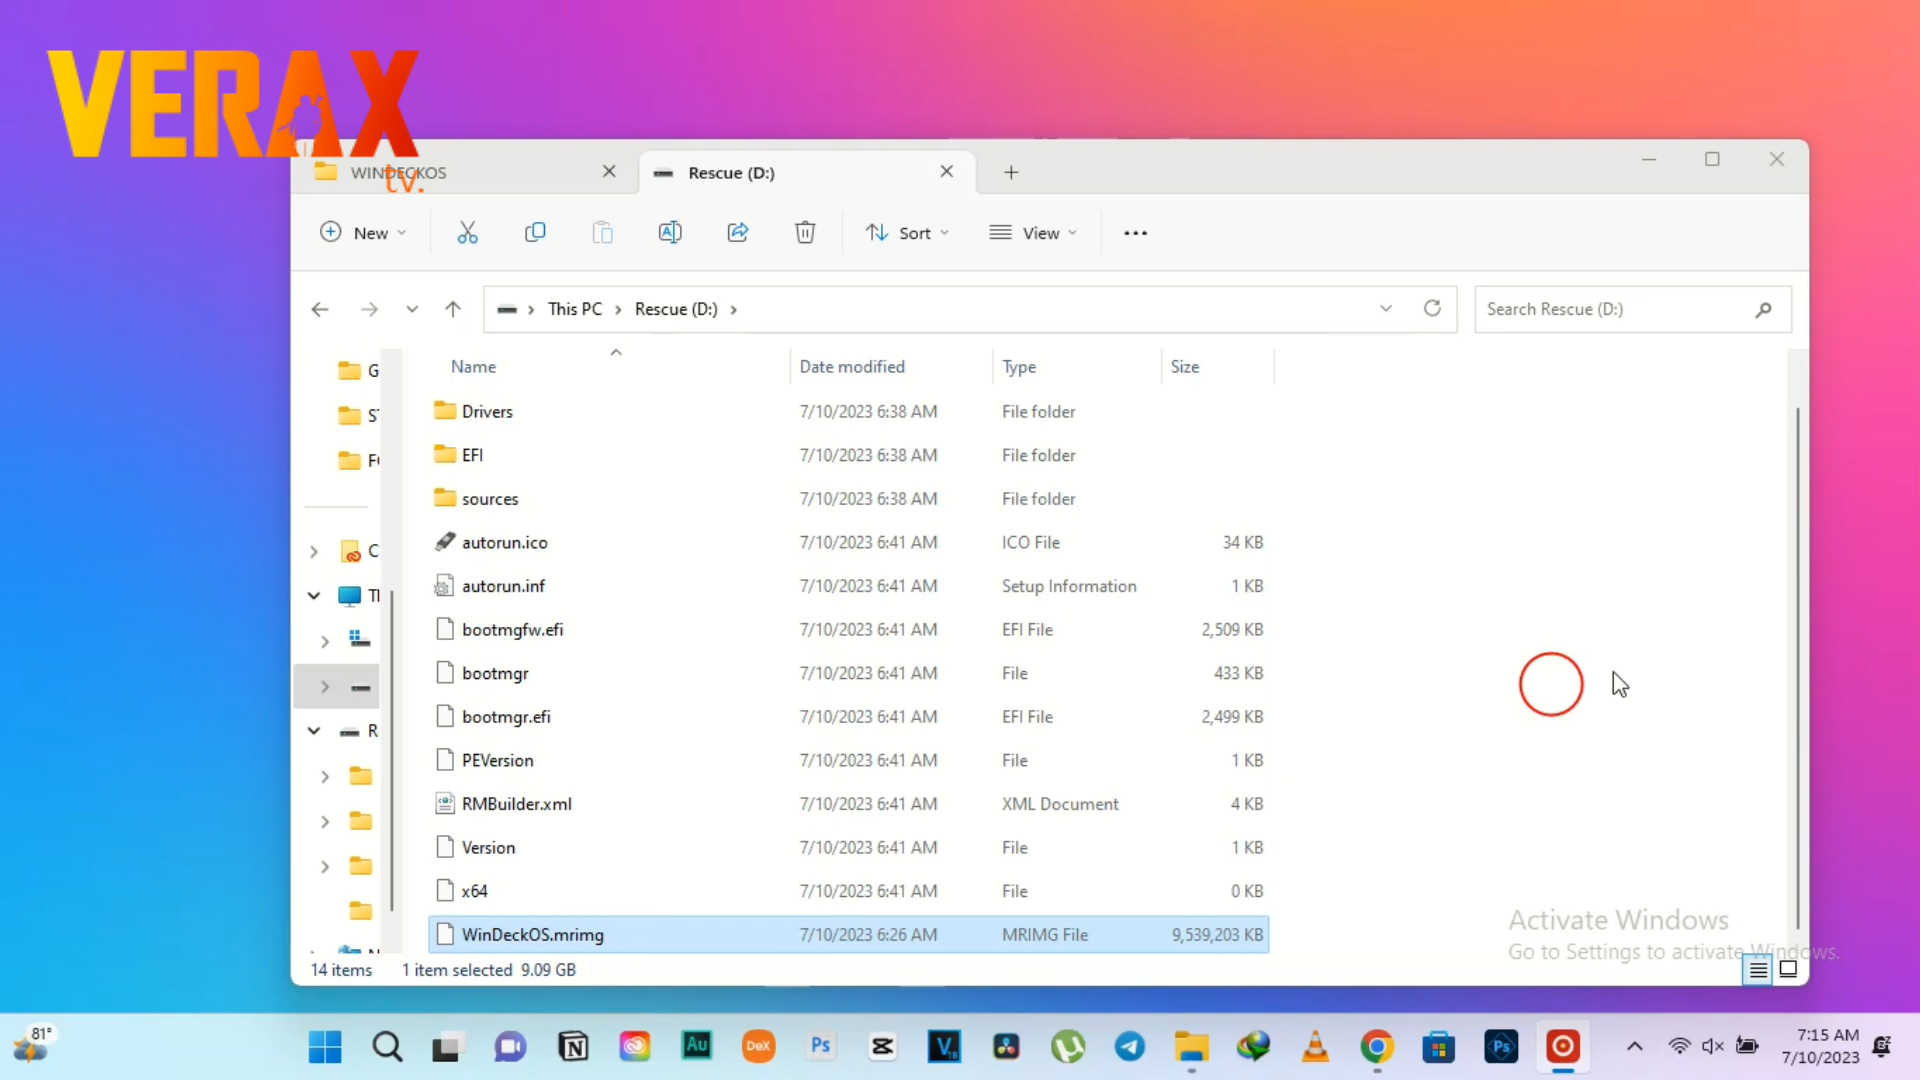 VERAX
tv.
WINDECKOS
Rescue (D:)
New
Sort
View
This PC
Rescue (D:)
Search Rescue (D:)
Name Date modified Type Size
Drivers 7/10/2023 6:38 AM File folder
EFI 7/10/2023 6:38 AM File folder
sources 7/10/2023 6:38 AM File folder
autorun.ico 7/10/2023 6:41 AM ICO File 34 KB
autorun.inf 7/10/2023 6:41 AM Setup Information 1 KB
bootmgfw.efi 7/10/2023 6:41 AM EFI File 2,509 KB
bootmgr 7/10/2023 6:41 AM File 433 KB
bootmgr.efi 7/10/2023 6:41 AM EFI File 2,499 KB
PEVersion 7/10/2023 6:41 AM File 1 KB
RMBuilder.xml 7/10/2023 6:41 AM XML Document 4 KB
Version 7/10/2023 6:41 AM File 1 KB
x64 7/10/2023 6:41 AM File 0 KB
WinDeckOS.mrimg 7/10/2023 6:26 AM MRIMG File 9,539,203 KB
14 items 1 item selected 9.09 GB
Activate Windows
Go to Settings to activate Windows.
81°
Au
DeX
Ps
Ps
7:15 AM
7/10/2023